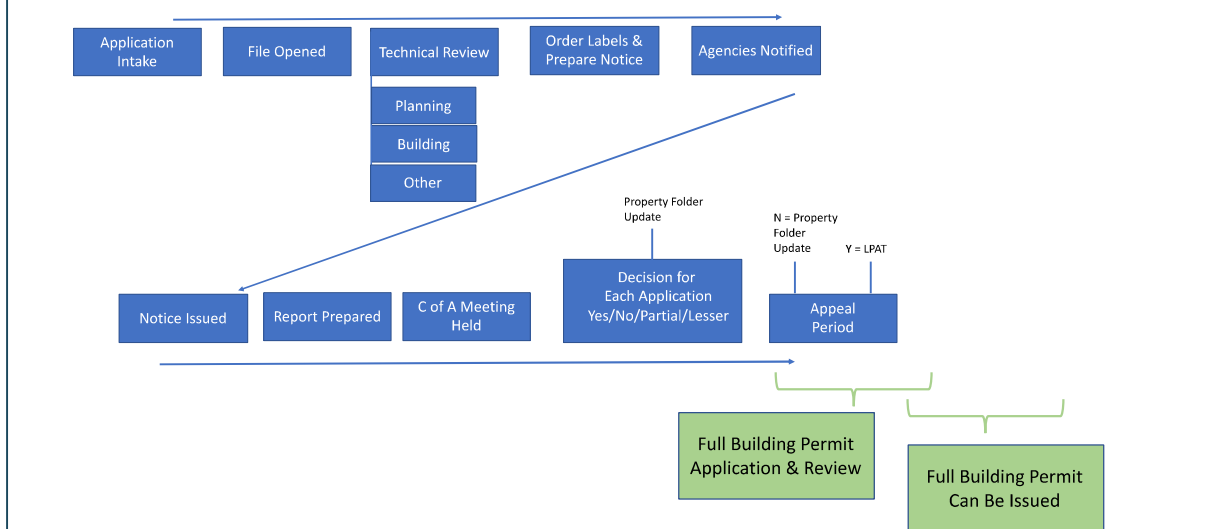 Application
Intake
File Opened
Technical Review
Order Labels &
Prepare Notice
Agencies Notified
Planning
Building
Other
Property Folder
Update
N = Property
Folder
Update
Y = LPAT
Notice Issued
Report Prepared
C of A Meeting
Held
Decision for
Each Application
Yes/No/Partial/Lesser
Appeal
Period
Full Building Permit
Application & Review
Full Building Permit
Can Be Issued